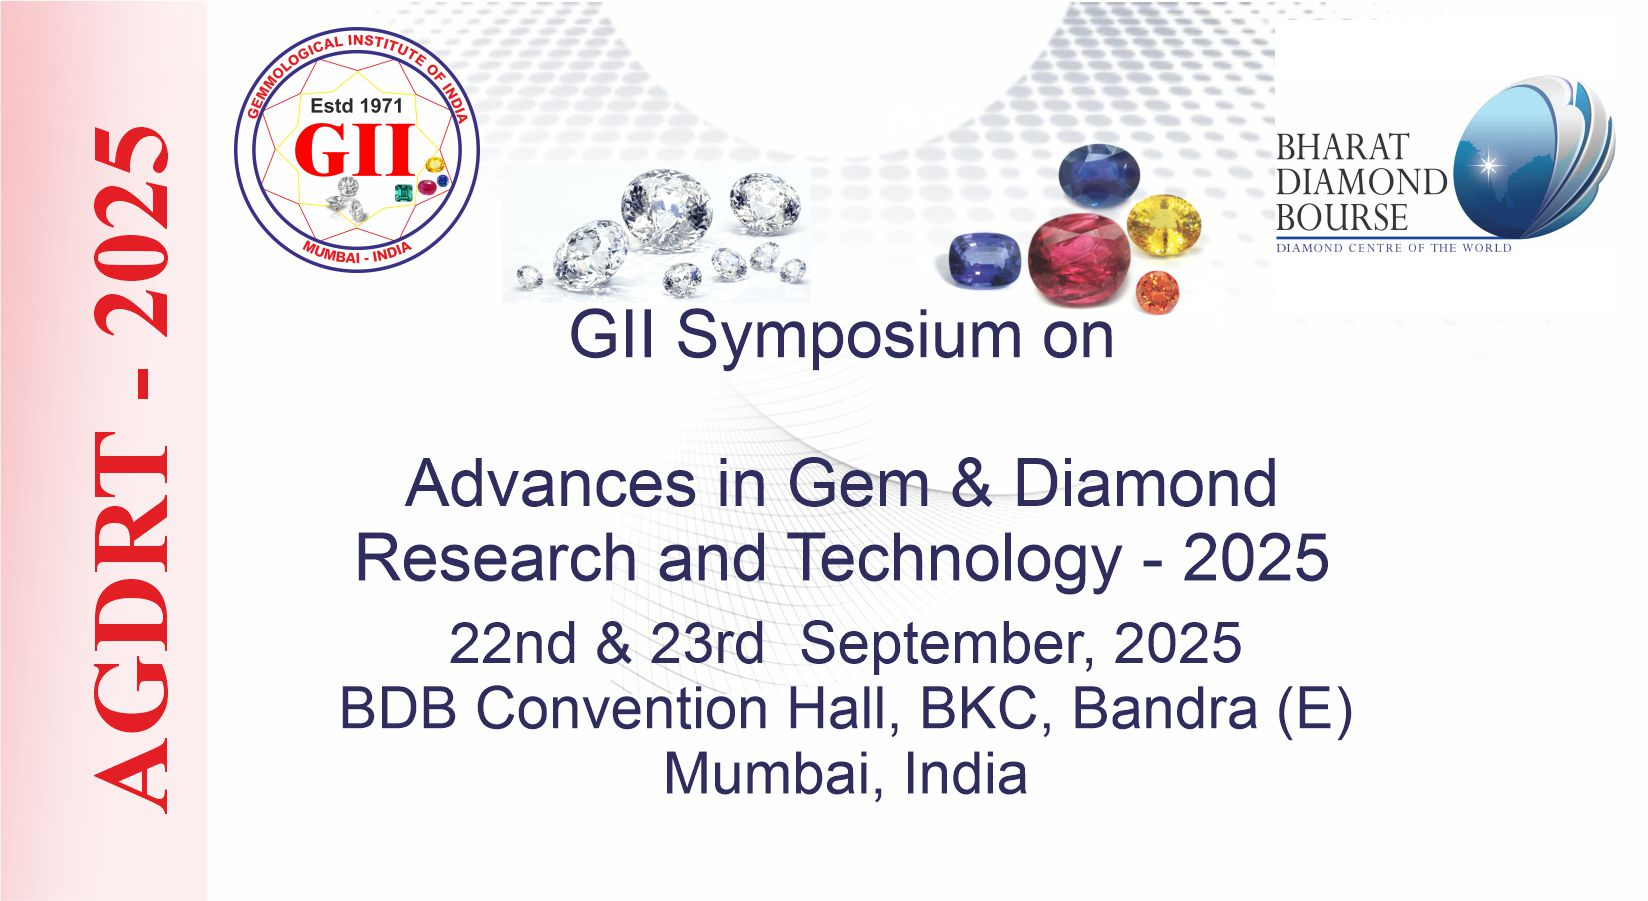 AGDRT - 2025
GEMMOLOGICAL INSTITUTE OF INDIA
Estd 1971
GII
MUMBAI - INDIA
BHARAT
DIAMOND
BOURSE
DIAMOND CENTRE OF THE WORLD
GII Symposium on
Advances in Gem & Diamond
Research and Technology - 2025
22nd & 23rd September, 2025
BDB Convention Hall, BKC, Bandra (E)
Mumbai, India